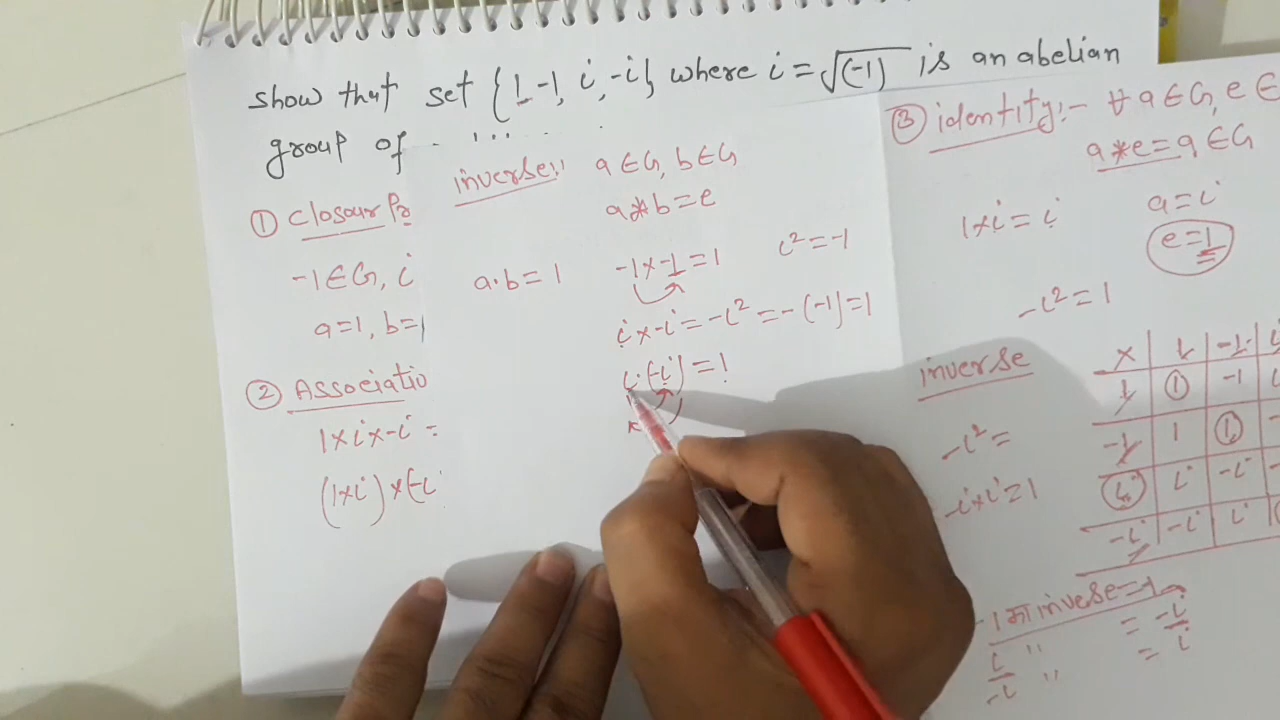 show that set {1, -1, i, -i} where i = √(-1) is an abelian
group of
① Closour Pr
-1 ∈ G, i
a=1, b=1
② Associatio
1×i×-i =
(1×i)×(-i
inverse:- a ∈ G, b ∈ G
a*b=e
a·b=1
-1×-1=1
i²=-1
i×-i=-i²=-(-1)=1
i·(-i)=1
③ identity:- ∀ a ∈ G, e ∈
a*e=a ∈ G
1×i=i
a=i
e=1
-i²=1
inverse
-i²=
-i×i=1
× 1 -1 i
1 1 -1
-1 1 1
i i -i
-i -i i
-1 का inverse=-1
i " = -i
-i " = i